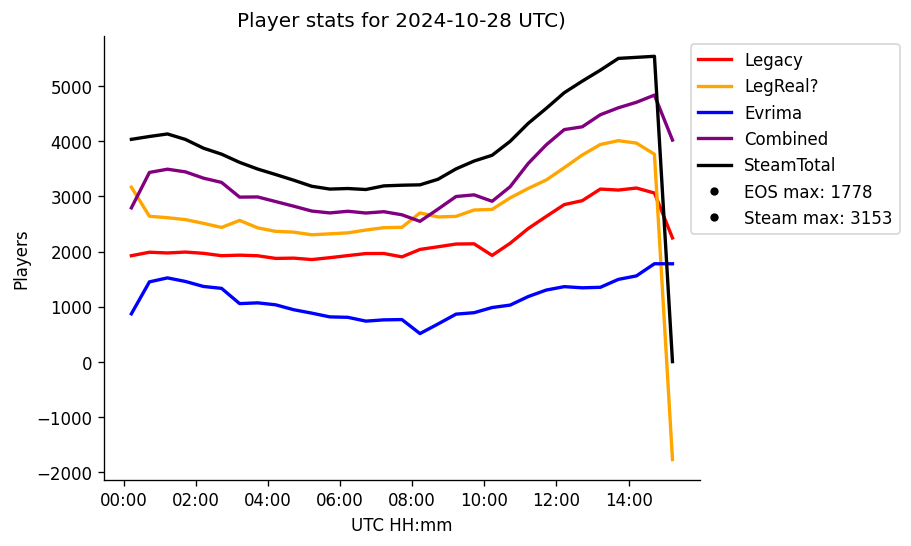 Player stats for 2024-10-28 UTC)
Legacy
LegReal?
Evrima
Combined
SteamTotal
EOS max: 1778
Steam max: 3153
Players
5000
4000
3000
2000
1000
0
−1000
−2000
00:00 02:00 04:00 06:00 08:00 10:00 12:00 14:00
UTC HH:mm